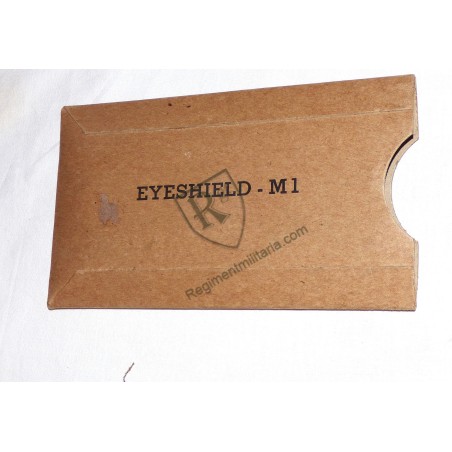 EYESHIELD - M1
R
Regimentmilitaria.com